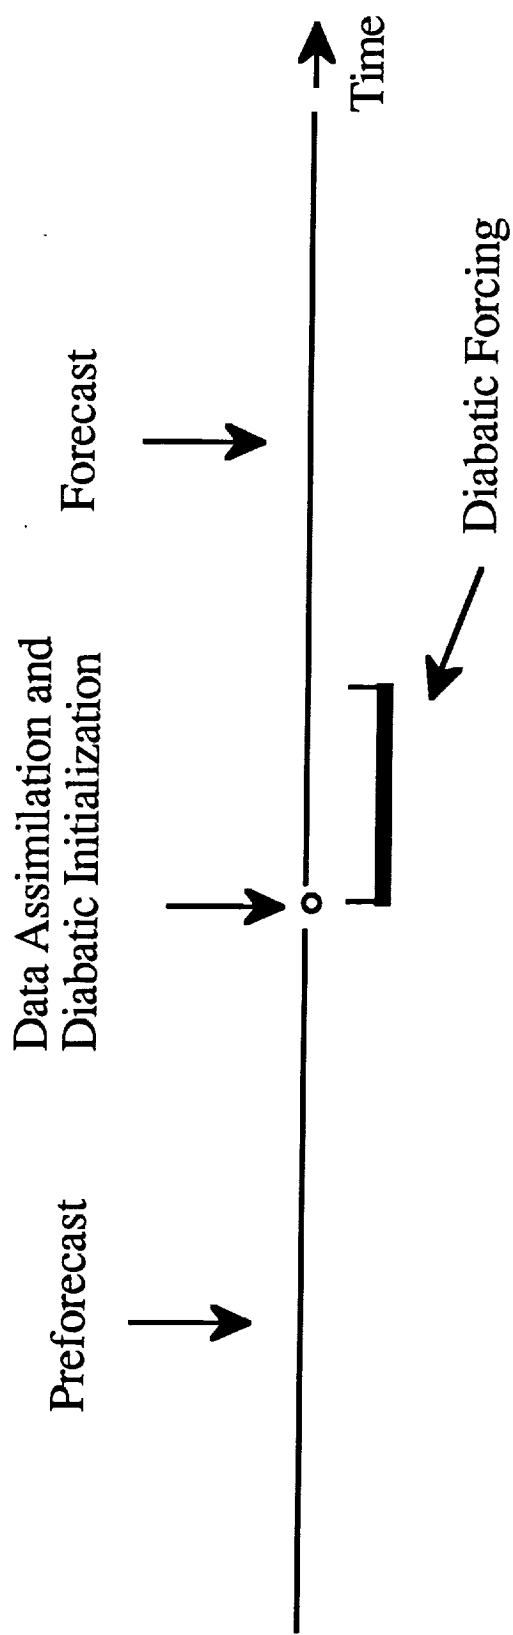 Preforecast
Data Assimilation and
Diabatic Initialization
Forecast
Time
Diabatic Forcing